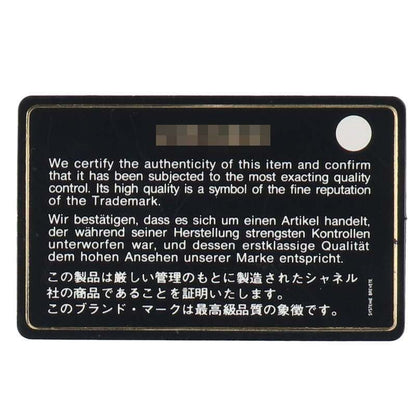 We certify the authenticity of this item and confirm
that it has been subjected to the most exacting quality
control. Its high quality is a symbol of the fine reputation
of the Trademark.
Wir bestätigen, dass es sich um einen Artikel handelt,
der während seiner Herstellung strengsten Kontrollen
unterworfen war, und dessen erstklassige Qualität
dem hohen Ansehen unserer Marke entspricht.
この製品は厳しい管理のもとに製造されたシャネル
社の商品であることを証明いたします。
このブランド・マークは最高級品質の象徴です。
SYSTEME BREVETE